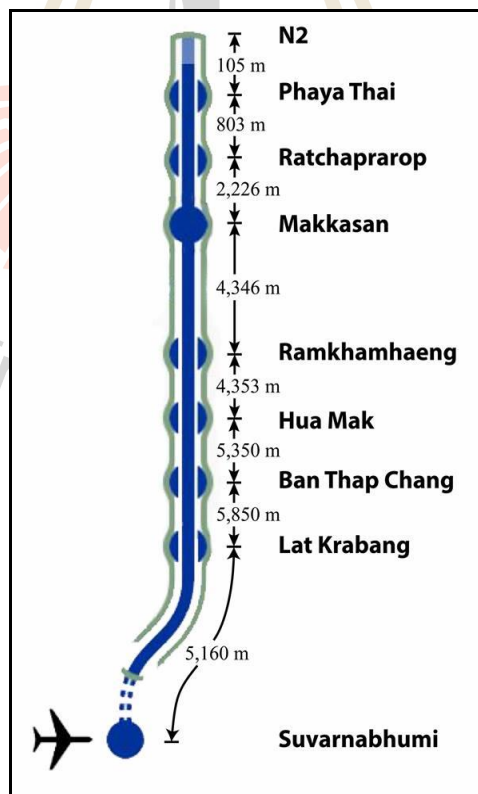 N2
105 m
Phaya Thai
803 m
Ratchaprarop
2,226 m
Makkasan
4,346 m
Ramkhamhaeng
4,353 m
Hua Mak
5,350 m
Ban Thap Chang
5,850 m
Lat Krabang
5,160 m
Suvarnabhumi